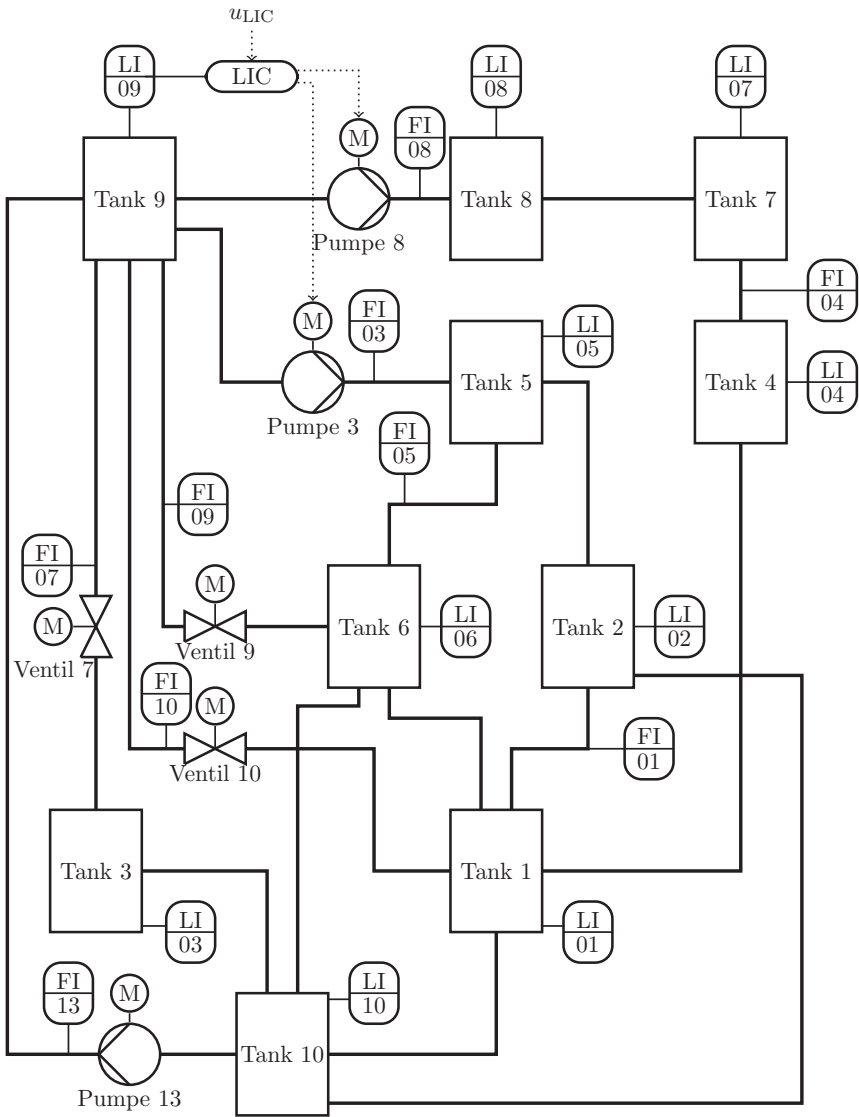 u_LIC
LI
09
LIC
LI
08
LI
07
M
FI
08
Tank 9
Tank 8
Tank 7
Pumpe 8
FI
04
M
FI
03
LI
05
Tank 5
Tank 4
LI
04
Pumpe 3
FI
05
FI
09
FI
07
M
M
Tank 6
LI
06
Tank 2
LI
02
Ventil 9
Ventil 7
FI
10
M
FI
01
Ventil 10
Tank 3
Tank 1
LI
03
LI
01
FI
13
M
LI
10
Tank 10
Pumpe 13